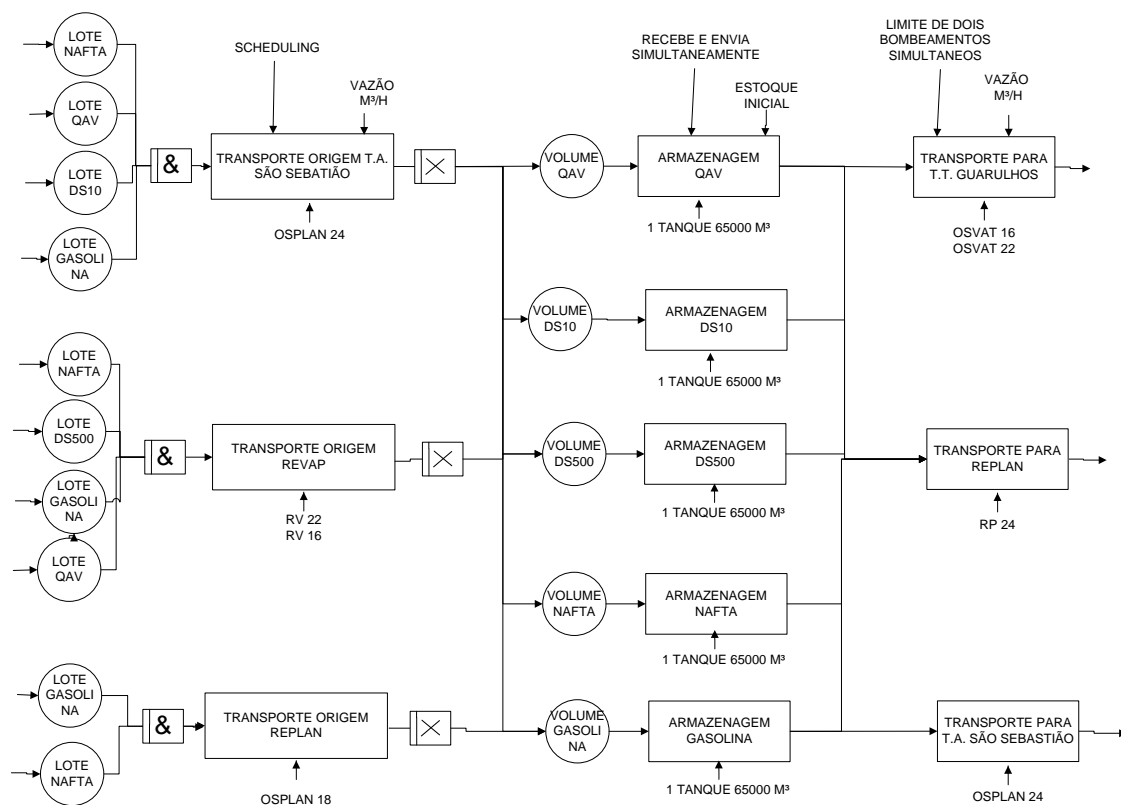 LOTE
NAFTA
LOTE
QAV
LOTE
DS10
LOTE
GASOLI
NA
&
SCHEDULING
VAZÃO
M³/H
TRANSPORTE ORIGEM T.A.
SÃO SEBATIÃO
OSPLAN 24
RECEBE E ENVIA
SIMULTANEAMENTE
ESTOQUE
INICIAL
VOLUME
QAV
ARMAZENAGEM
QAV
1 TANQUE 65000 M³
LIMITE DE DOIS
BOMBEAMENTOS
SIMULTANEOS
VAZÃO
M³/H
TRANSPORTE PARA
T.T. GUARULHOS
OSVAT 16
OSVAT 22
VOLUME
DS10
ARMAZENAGEM
DS10
1 TANQUE 65000 M³
LOTE
NAFTA
LOTE
DS500
LOTE
GASOLI
NA
LOTE
QAV
&
TRANSPORTE ORIGEM
REVAP
RV 22
RV 16
VOLUME
DS500
ARMAZENAGEM
DS500
1 TANQUE 65000 M³
TRANSPORTE PARA
REPLAN
RP 24
VOLUME
NAFTA
ARMAZENAGEM
NAFTA
1 TANQUE 65000 M³
LOTE
GASOLI
NA
LOTE
NAFTA
&
TRANSPORTE ORIGEM
REPLAN
OSPLAN 18
VOLUME
GASOLI
NA
ARMAZENAGEM
GASOLINA
1 TANQUE 65000 M³
TRANSPORTE PARA
T.A. SÃO SEBASTIÃO
OSPLAN 24